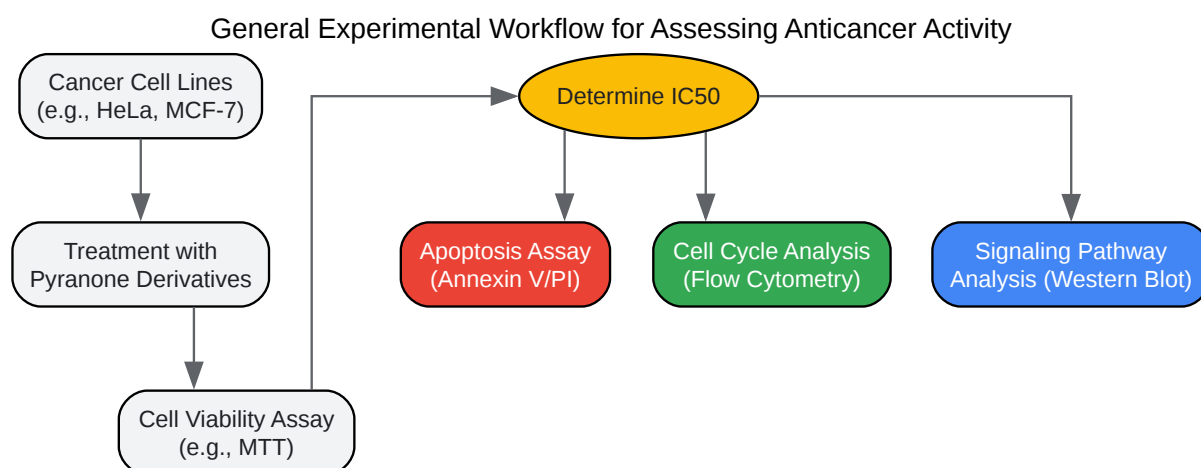 General Experimental Workflow for Assessing Anticancer Activity
Cancer Cell Lines
(e.g., HeLa, MCF-7)
Determine IC50
Treatment with
Pyranone Derivatives
Apoptosis Assay
(Annexin V/PI)
Cell Cycle Analysis
(Flow Cytometry)
Signaling Pathway
Analysis (Western Blot)
Cell Viability Assay
(e.g., MTT)